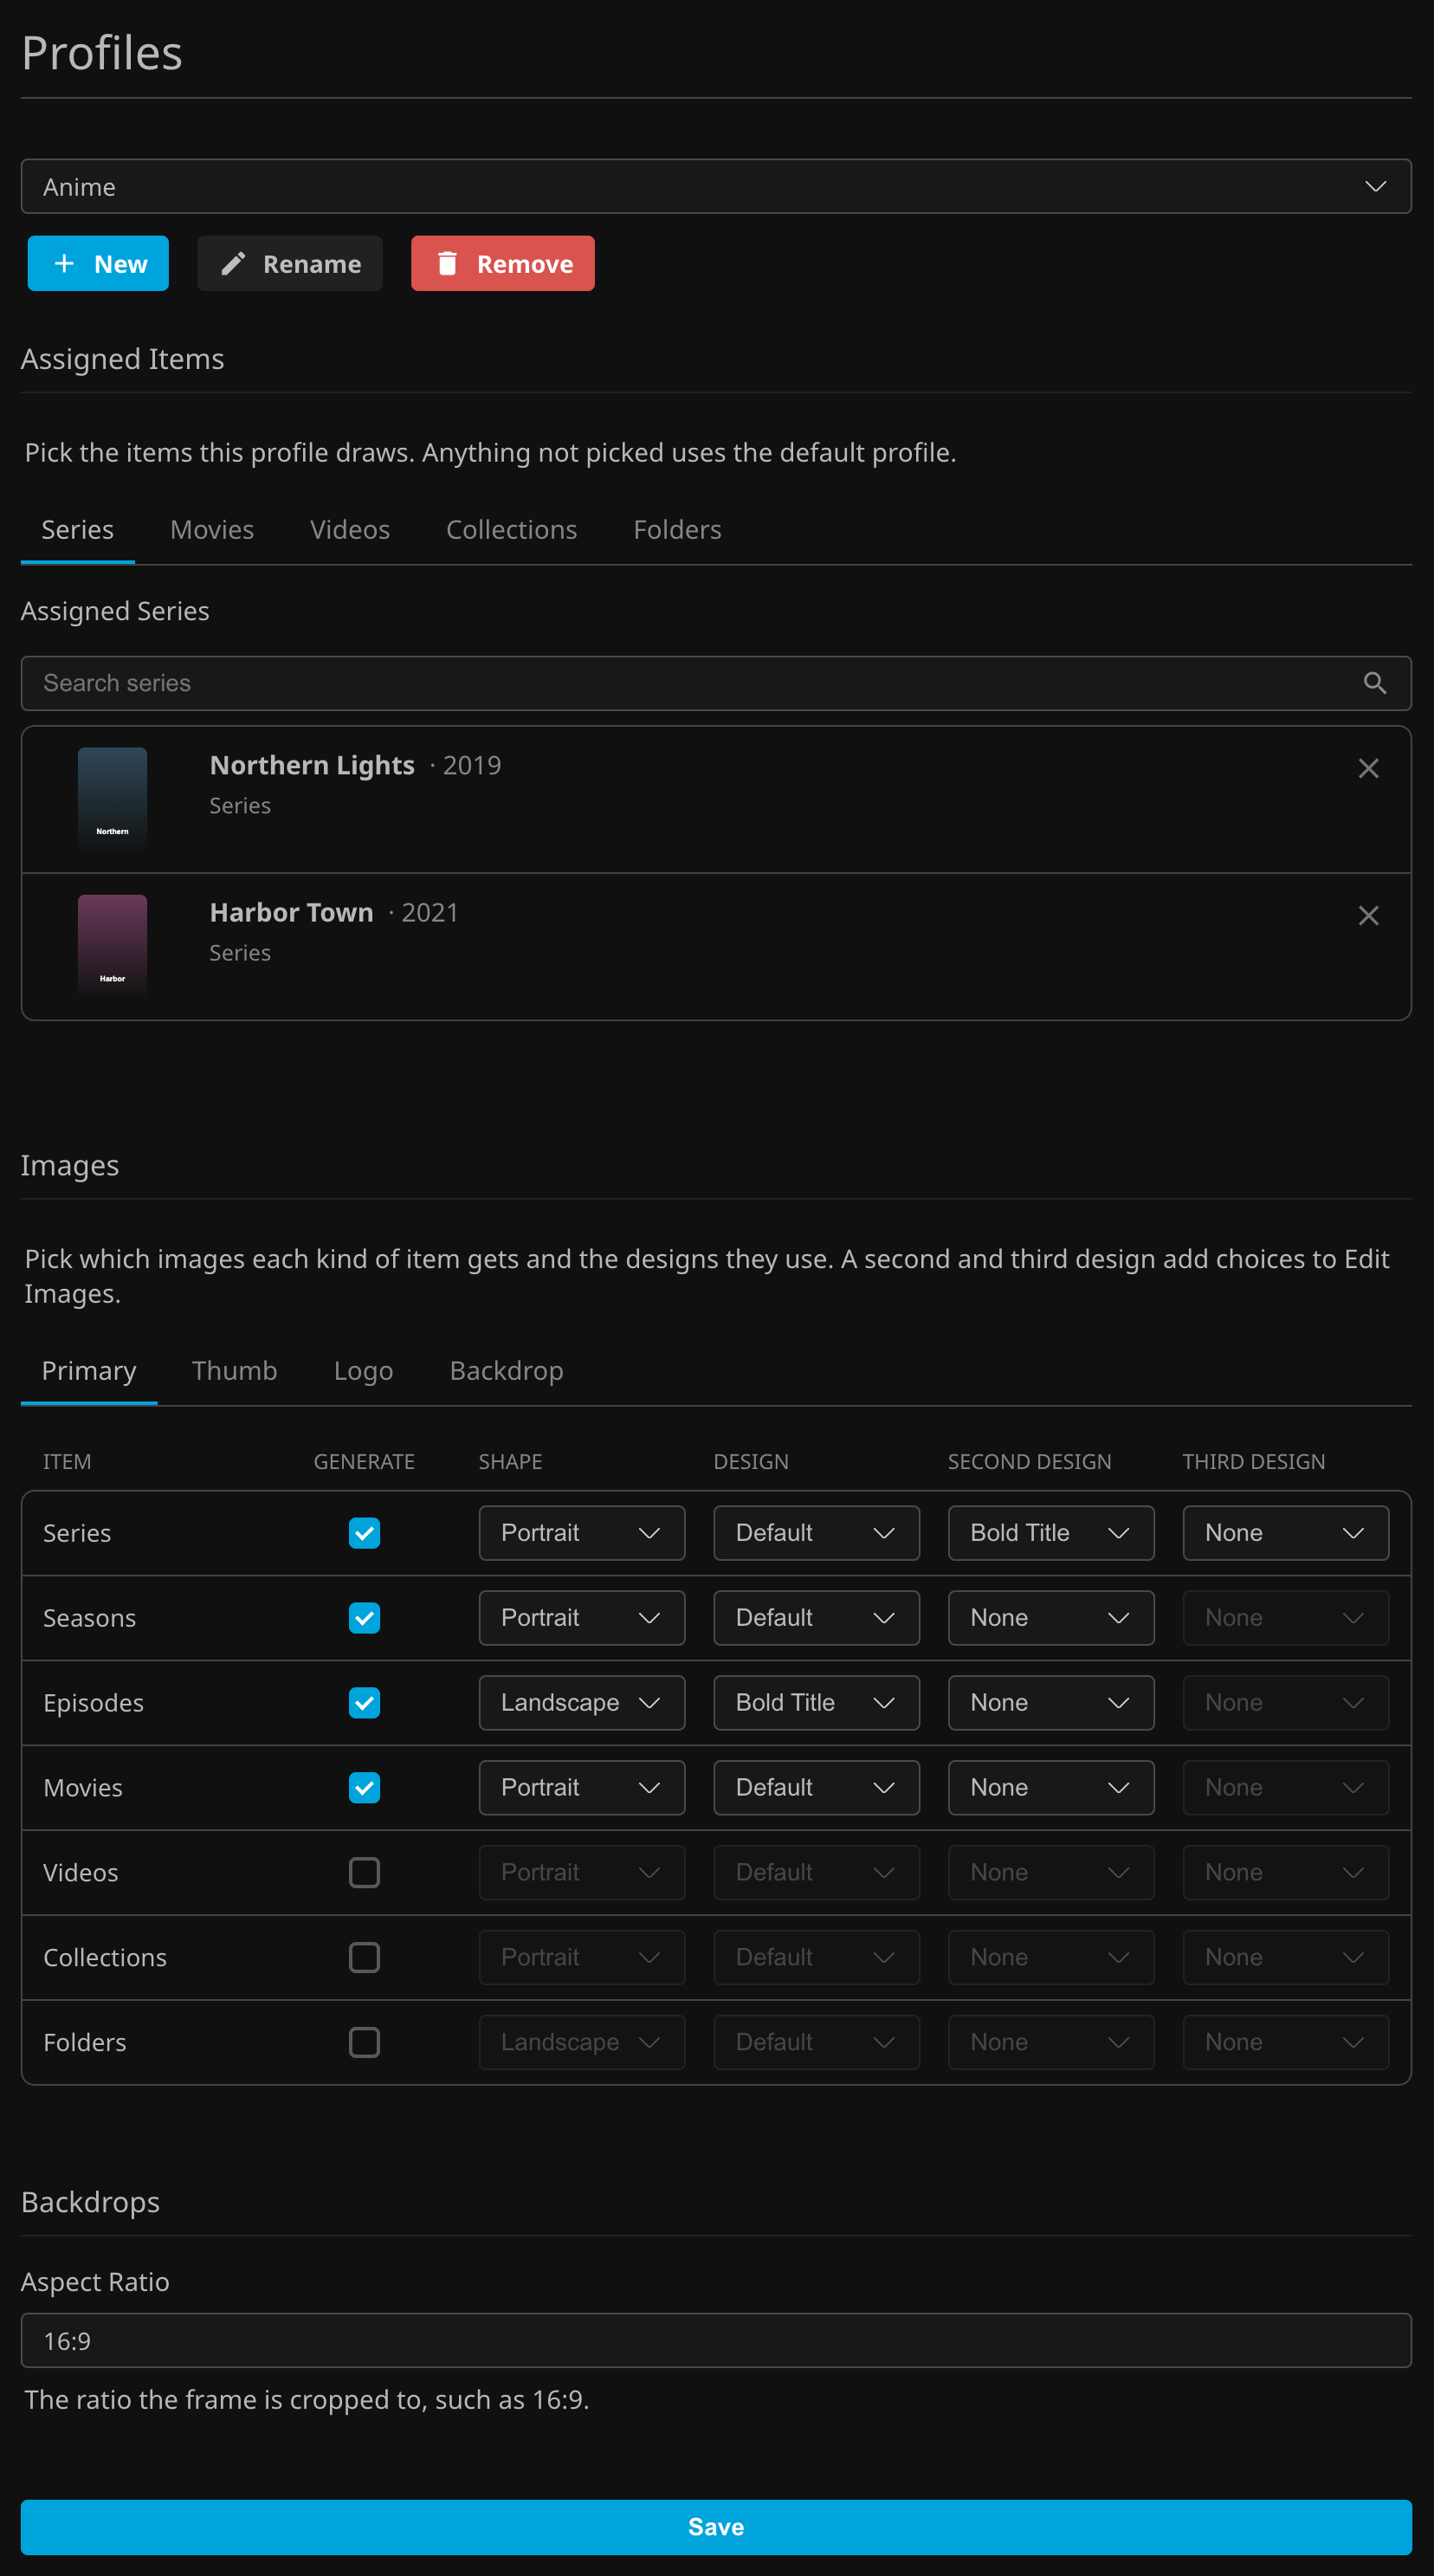 Profiles
Anime
New
Rename
Remove
Assigned Items
Pick the items this profile draws. Anything not picked uses the default profile.
Series Movies Videos Collections Folders
Assigned Series
Search series
Northern Lights · 2019
Series
Northern
Harbor Town · 2021
Series
Harbor
Images
Pick which images each kind of item gets and the designs they use. A second and third design add choices to Edit
Images.
Primary Thumb Logo Backdrop
ITEM GENERATE SHAPE DESIGN SECOND DESIGN THIRD DESIGN
Series Portrait Default Bold Title None
Seasons Portrait Default None None
Episodes Landscape Bold Title None None
Movies Portrait Default None None
Videos Portrait Default None None
Collections Portrait Default None None
Folders Landscape Default None None
Backdrops
Aspect Ratio
16:9
The ratio the frame is cropped to, such as 16:9.
Save